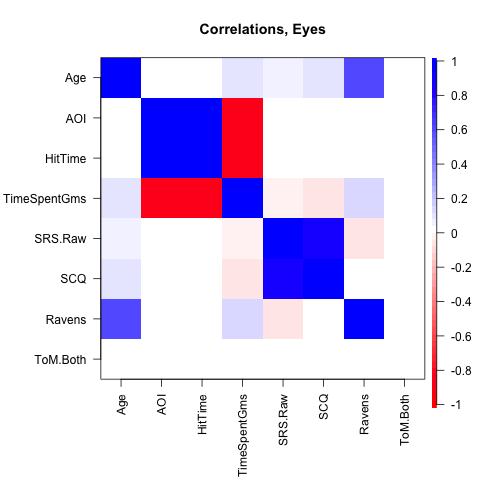 Correlations, Eyes
Age
AOI
HitTime
TimeSpentGms
SRS.Raw
SCQ
Ravens
ToM.Both
Age
AOI
HitTime
TimeSpentGms
SRS.Raw
SCQ
Ravens
ToM.Both
1
0.8
0.6
0.4
0.2
0
-0.2
-0.4
-0.6
-0.8
-1